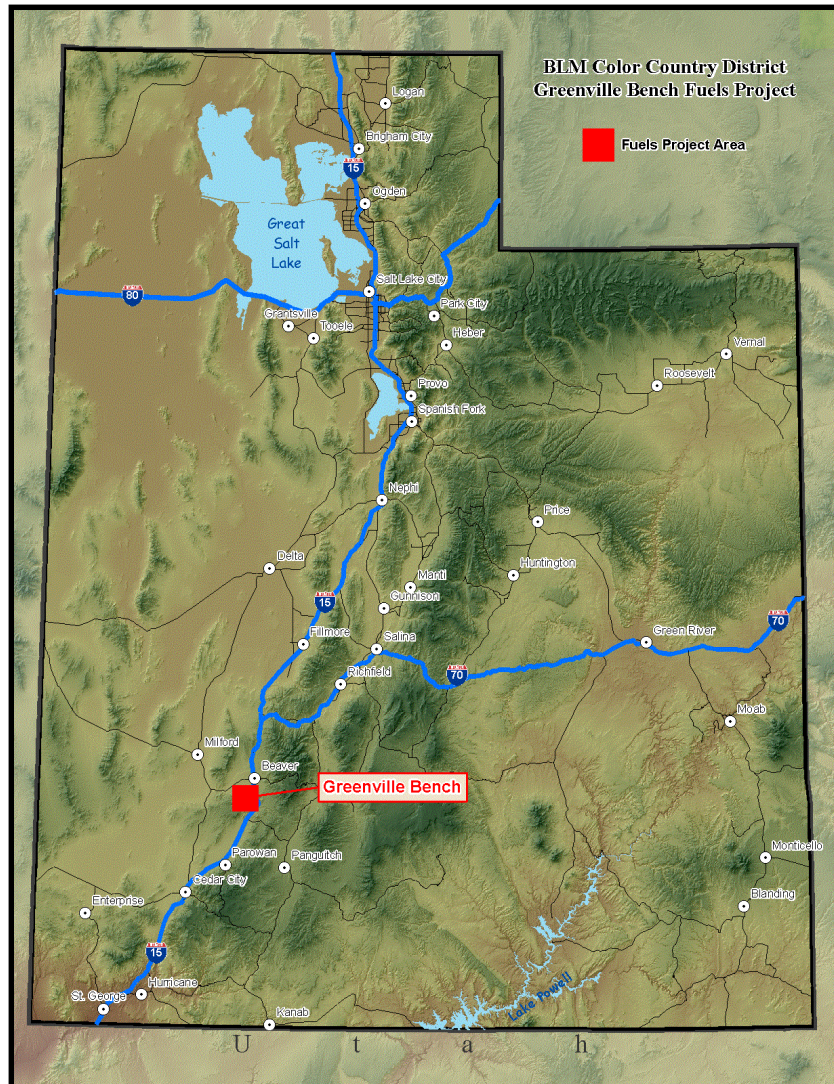 BLM Color Country District
Greenville Bench Fuels Project
Fuels Project Area
Logan
Brigham City
15
Ogden
Great
Salt
Lake
Salt Lake City
80
Park City
Grantsville
Tooele
Heber
Vernal
Roosevelt
Provo
Spanish Fork
Nephi
Price
Delta
Huntington
Manti
15
Gunnison
70
Fillmore
Salina
Green River
Richfield
70
Moab
Milford
Beaver
Greenville Bench
Parowan
Panguitch
Monticello
Cedar City
Enterprise
Blanding
15
Hurricane
St. George
Lake Powell
Kanab
Utah